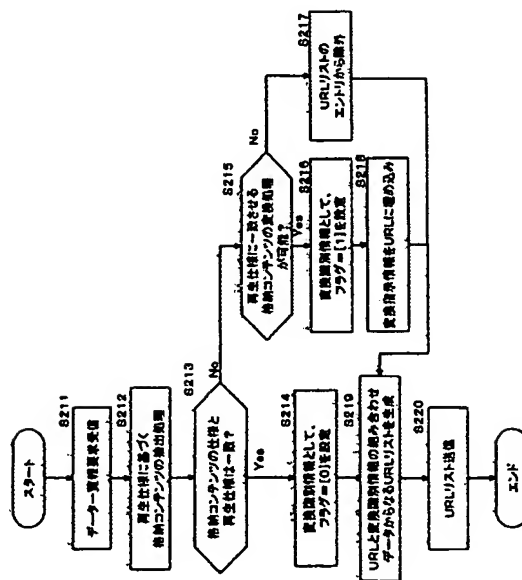 スタート
S211
データ一覧情報要求受信
S212
再生仕様に基づく
格納コンテンツの抽出処理
S213
格納コンテンツの仕様と
再生仕様は一致?
No
Yes
S214
変換識別情報として、
フラグ=[0]を設定
S215
再生仕様に一致させる
格納コンテンツの変換処理
が可能?
No
Yes
S216
変換識別情報として、
フラグ=[1]を設定
S218
変換指示情報をURLに埋め込み
S217
URLリストの
エントリから除外
S219
URLと変換識別情報の組み合わせ
データからなるURLリストを生成
S220
URLリスト送信
エンド